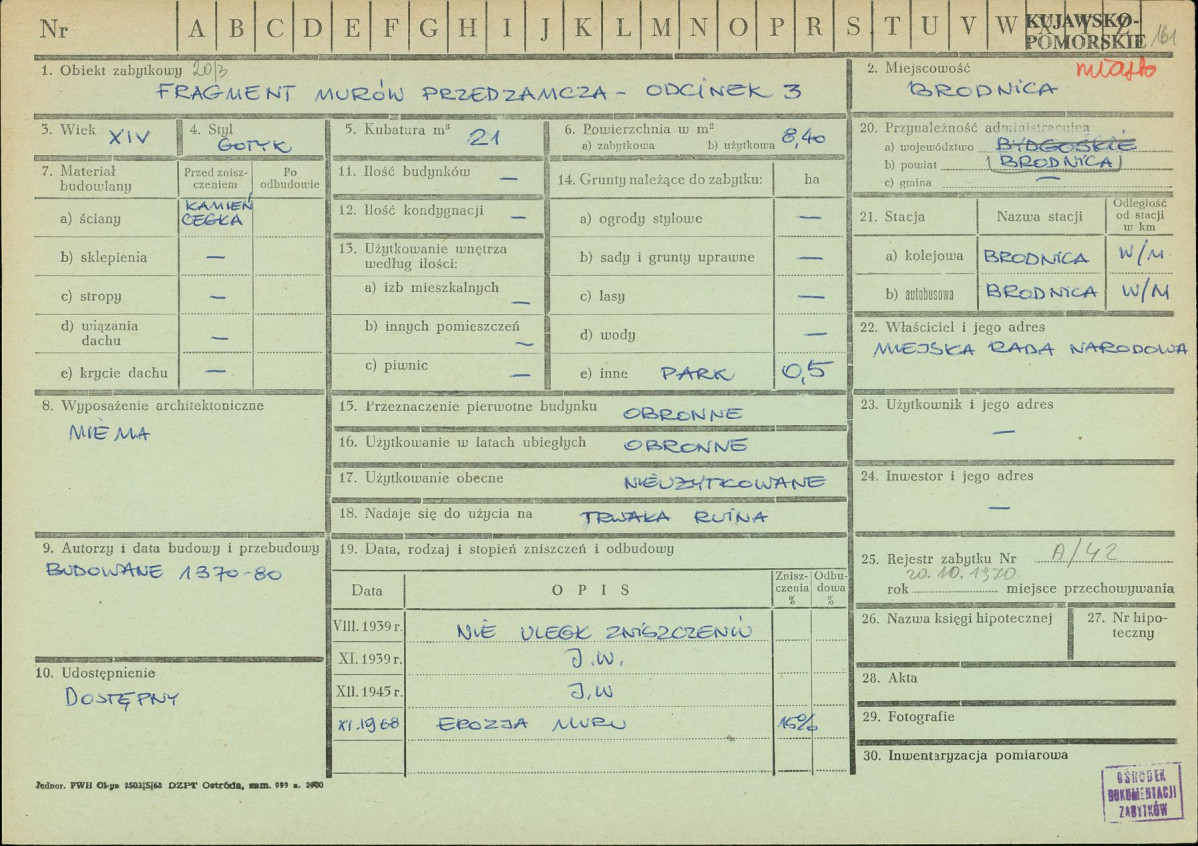 Nr A B C D E F G H I J K L M N O P R S T U V W X Y Z
KUJAWSKO-
POMORSKIE 161
miasto
1. Obiekt zabytkowy 20/3
FRAGMENT MURÓW PRZEDZAMCZA – ODCINEK 3
2. Miejscowość
BRODNICA
3. Wiek XIV
4. Styl
GOTYK
5. Kubatura m³ 21
6. Powierzchnia w m²
a) zabytkowa b) użytkowa 8,40
7. Materiał
budowlany
Przed znisz-
czeniem
Po
odbudowie
a) ściany KAMIEŃ
CEGŁA
b) sklepienia —
c) stropy —
d) wiązania
dachu —
e) krycie dachu —
11. Ilość budynków —
12. Ilość kondygnacji —
13. Użytkowanie wnętrza
według ilości:
a) izb mieszkalnych —
b) innych pomieszczeń —
c) piwnic —
14. Grunty należące do zabytku: ha
a) ogrody stylowe —
b) sady i grunty uprawne —
c) lasy —
d) wody —
e) inne PARK 0,5
8. Wyposażenie architektoniczne
NIE MA
15. Przeznaczenie pierwotne budynku OBRONNE
16. Użytkowanie w latach ubiegłych OBRONNE
17. Użytkowanie obecne NIEUŻYTKOWANE
18. Nadaje się do użycia na TRWAŁA RUINA
9. Autorzy i data budowy i przebudowy
BUDOWANE 1370-80
10. Udostępnienie
DOSTĘPNY
19. Data, rodzaj i stopień zniszczeń i odbudowy
Data OPIS Znisz-
czenia
% Odbu-
dowa
%
VIII. 1939 r. NIE ULEGŁ ZNISZCZENIU
XI. 1939 r. J.W.
XII. 1945 r. J.W
XI.1968 EROZJA MURU 15%
20. Przynależność administracyjna
a) województwo BYDGOSKIE
b) powiat (BRODNICA)
c) gmina —
21. Stacja Nazwa stacji Odległość
od stacji
w km
a) kolejowa BRODNICA W/M
b) autobusowa BRODNICA W/M
22. Właściciel i jego adres
MIEJSKA RADA NARODOWA
23. Użytkownik i jego adres
—
24. Inwestor i jego adres
—
25. Rejestr zabytku Nr A/42
20.10.1970
rok miejsce przechowywania
26. Nazwa księgi hipotecznej
27. Nr hipo-
teczny
28. Akta
29. Fotografie
30. Inwentaryzacja pomiarowa
OŚRODEK
DOKUMENTACJI
ZABYTKÓW
DZPT Ostróda,